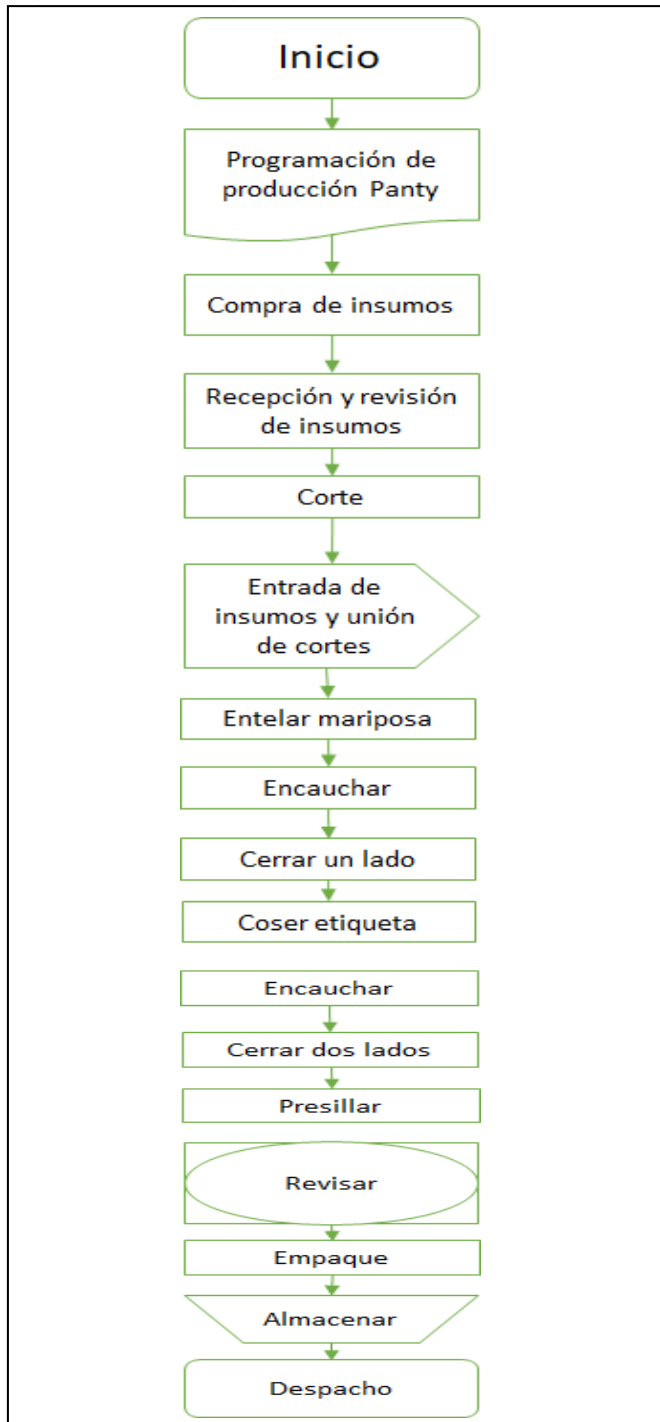 Inicio
Programación de
producción Panty
Compra de insumos
Recepción y revisión
de insumos
Corte
Entrada de
insumos y unión
de cortes
Entelar mariposa
Encauchar
Cerrar un lado
Coser etiqueta
Encauchar
Cerrar dos lados
Presillar
Revisar
Empaque
Almacenar
Despacho